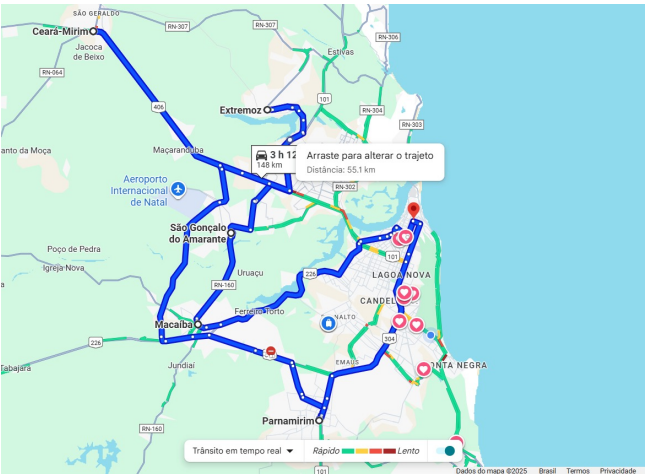 SÃO GERALDO
RN-307
RN-307
RN-306
Ceará-Mirim
Jacoca
de Beixo
Estivas
RN-064
101
406
Extremoz
RN-304
RN-303
anto da Moça
Maçaranduba
3 h 12
148 km
Arraste para alterar o trajeto
Distância: 55.1 km
Aeroporto
Internacional
de Natal
RN-302
São Gonçalo
do Amarante
Poço de Pedra
101
Igreja Nova
Uruaçu
226
LAGOA NOVA
RN-160
CANDEL
Ferreiro Torto
NALTO
Macaíba
304
226
Tabajara
Jundiaí
EMAÚS
ONTA NEGRA
Parnamirim
RN-160
Trânsito em tempo real
Rápido
Lento
101
Dados do mapa ©2025
Brasil
Termos
Privacidade